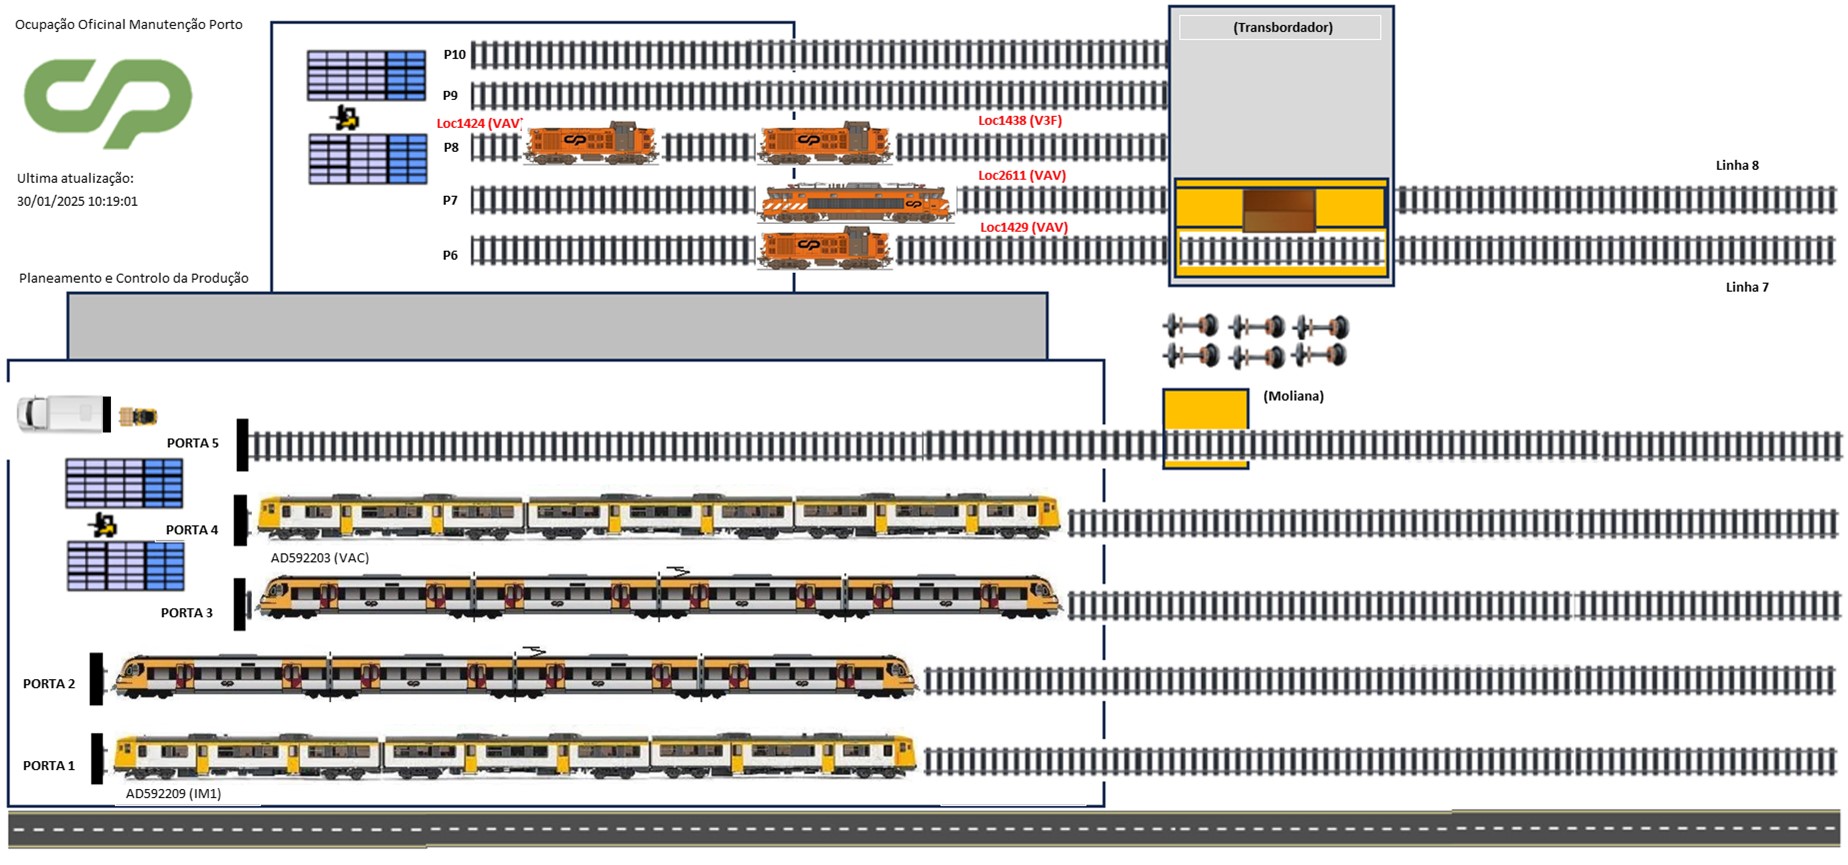 Ocupação Oficinal Manutenção Porto
Ultima atualização:
30/01/2025 10:19:01
Planeamento e Controlo da Produção
(Transbordador)
P10
P9
Loc1424 (VAV)
Loc1438 (V3F)
P8
Loc2611 (VAV)
P7
Loc1429 (VAV)
P6
Linha 8
Linha 7
(Moliana)
PORTA 5
PORTA 4
AD592203 (VAC)
PORTA 3
PORTA 2
PORTA 1
AD592209 (IM1)